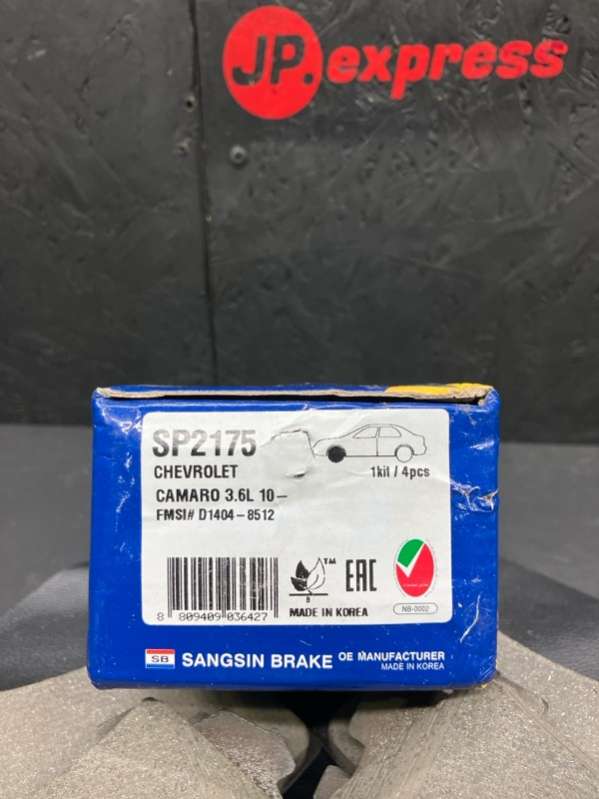 JP.express
SP2175
CHEVROLET
1kit / 4pcs
CAMARO 3.6L 10-
FMSI# D1404-8512
8 809409 036427
TM
B
MADE IN KOREA
EAC
NB-0002
SB SANGSIN BRAKE OE MANUFACTURER
MADE IN KOREA